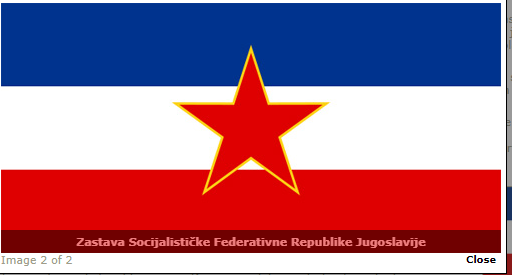 Zastava Socijalističke Federativne Republike Jugoslavije
Image 2 of 2
Close